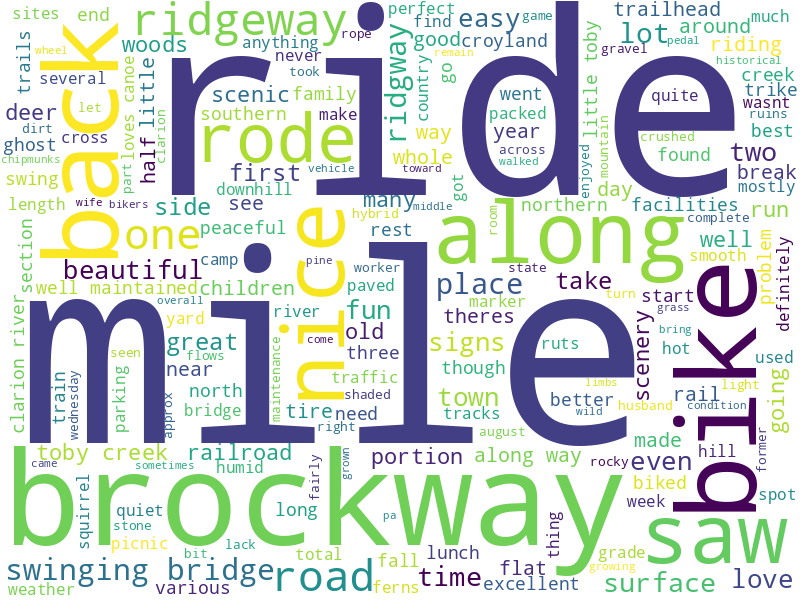 sites end
ridgeway
perfect
find
easy
game
trailhead
much
trails
wheel
back
woods
anything
rope
never
took
good
croyland
lot
around
riding
gravel
pedal
remain
historical
several
let
ride
go
country
ridgway
creek
trike
deer
dirt
cross
half little
part
loves canoe
clarion
scenic
family
southern
make
rode
went
packed
year
across
walked
quite
little toby
enjoyed
mountain
crushed
wasnt
ruins
best
ghost
chipmunks
swing
wife
bikers
first
downhill
vehicle
toward
way
whole
got
found
two
break
mostly
length
side
see
many
middle
hybrid
northern
day
facilities
run
section
one
peaceful
nice
rest
along
room
companion
complete
camp
pine
worker
beautiful
well maintained
children
paved
place
state
well
smooth
problem
definitely
overall
yard
river
fun
marker
take
turn
start
bike
grass
bring
clarion river
train
wednesday
parking
seen
great
flows
come
old
theres
signs
ruts
though
scenery
hot
used
near
maintenance
three
shaded
limbs
light
going
mile
approx
north
traffic
town
better
wild
husband
rail
condition
bridge
tire
need
tracks
right
august
made
hill
former
toby creek
railroad
portion
along way
rocky
even
came
sometimes
humid
fairly
grown
biked
week
spot
brockway
squirrel
quiet
stone
long
pa
thing
saw
picnic
bit
lack
total
fall
lunch
flat
grade
growing
swinging bridge
road
time
excellent
surface
love
weather
various
ferns